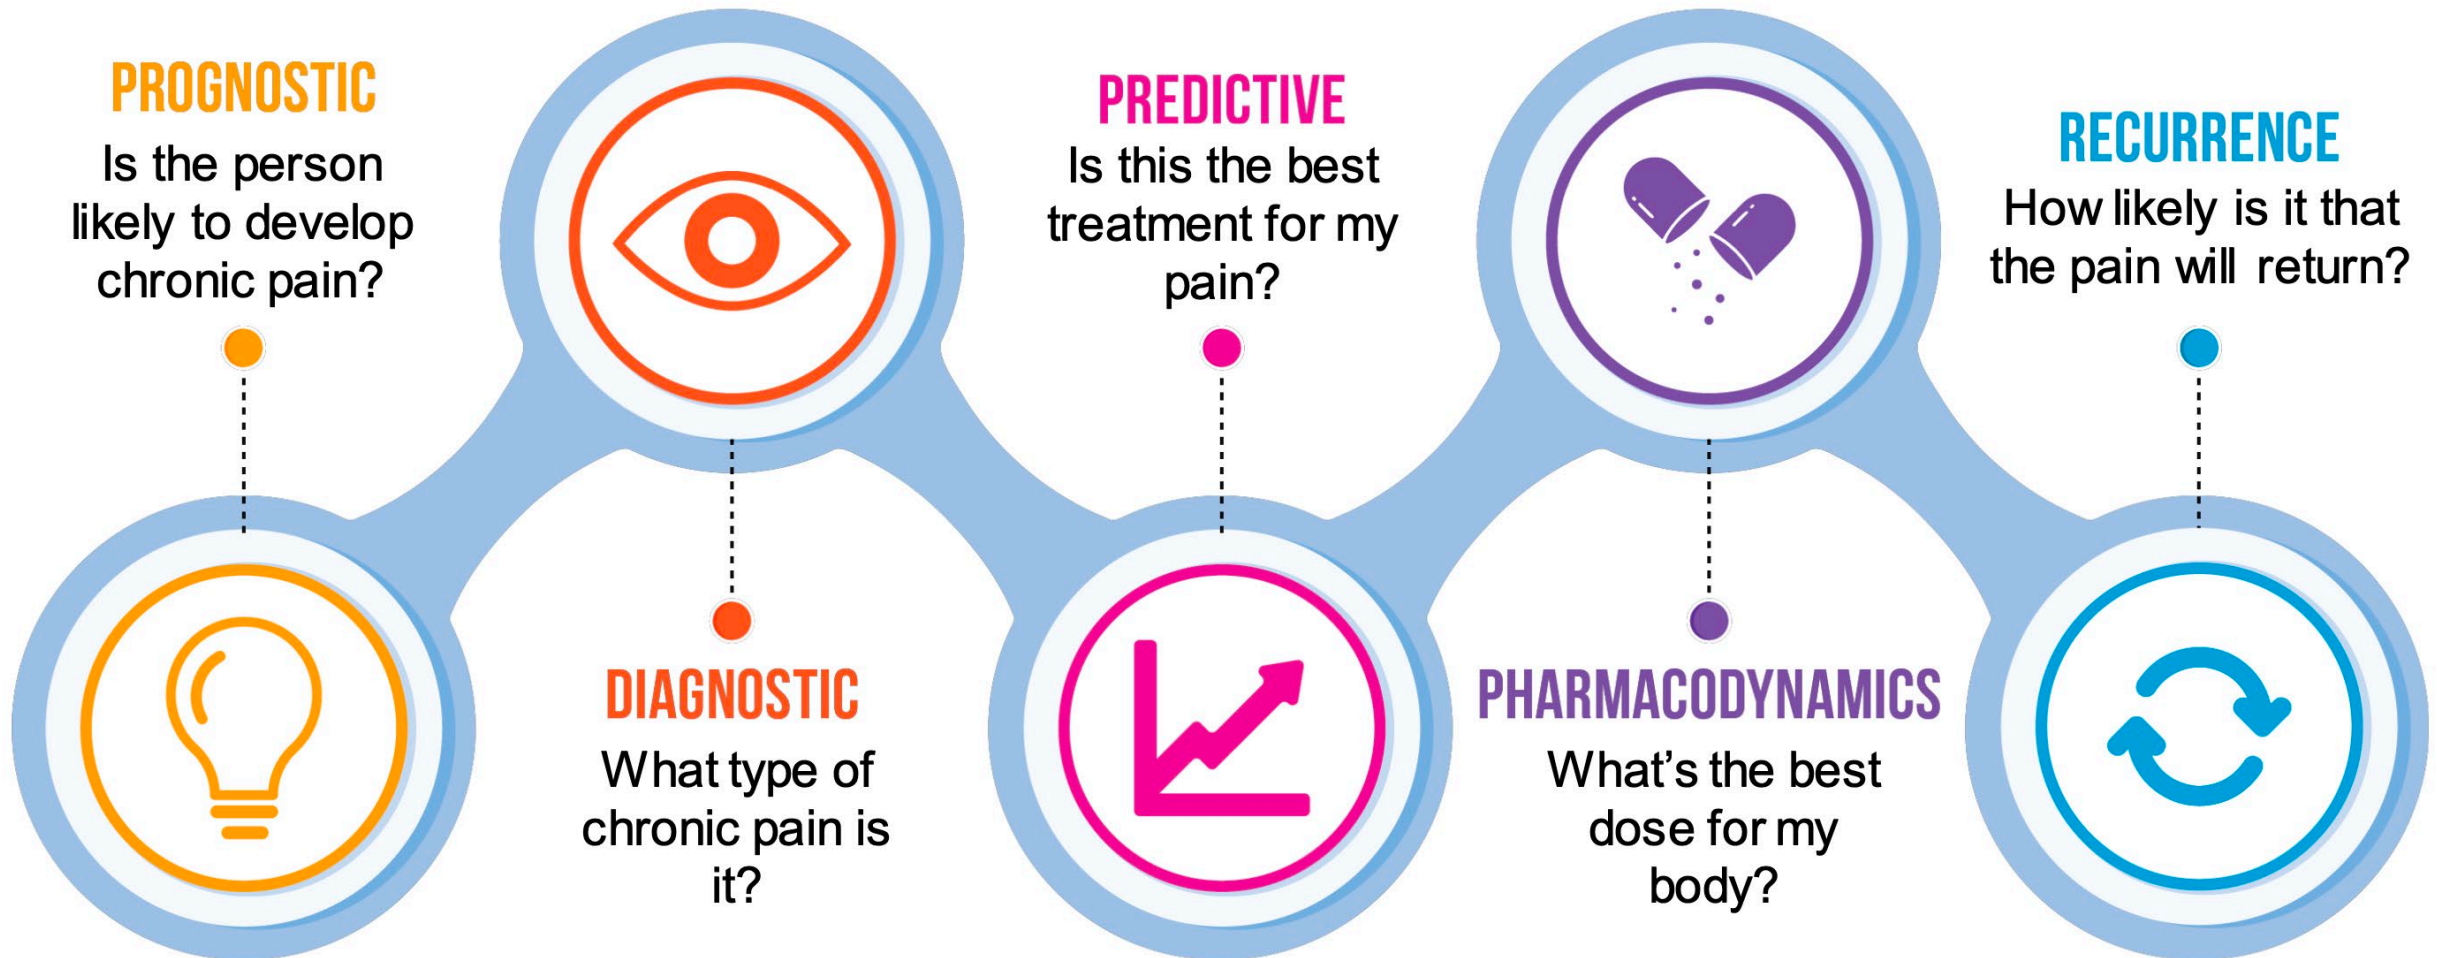 PROGNOSTIC
Is the person
likely to develop
chronic pain?
DIAGNOSTIC
What type of
chronic pain is
it?
PREDICTIVE
Is this the best
treatment for my
pain?
PHARMACODYNAMICS
What’s the best
dose for my
body?
RECURRENCE
How likely is it that
the pain will return?